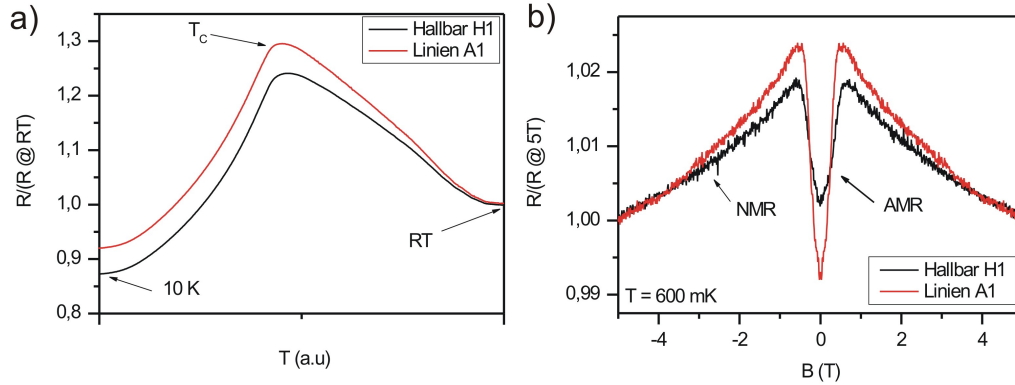 a)
R/(R @ RT)
1,3
1,2
1,1
1,0
0,9
0,8
T_C
Hallbar H1
Linien A1
RT
10 K
T (a.u)
b)
R/(R @ 5T)
1,02
1,01
1,00
0,99
NMR
AMR
Hallbar H1
Linien A1
T = 600 mK
-4 -2 0 2 4
B (T)